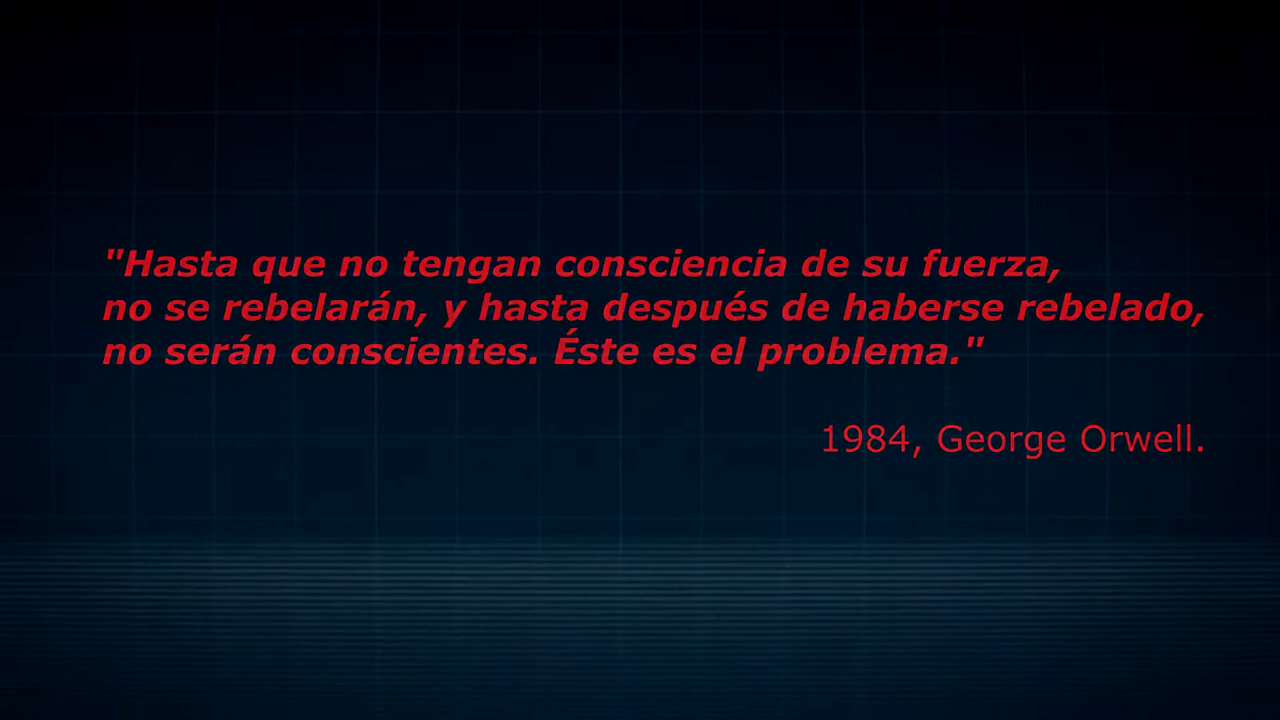 "Hasta que no tengan consciencia de su fuerza,
no se rebelarán, y hasta después de haberse rebelado,
no serán conscientes. Éste es el problema."
1984, George Orwell.